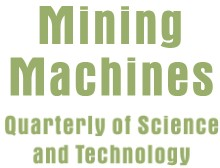 Mining
Machines
Quarterly of Science
and Technology